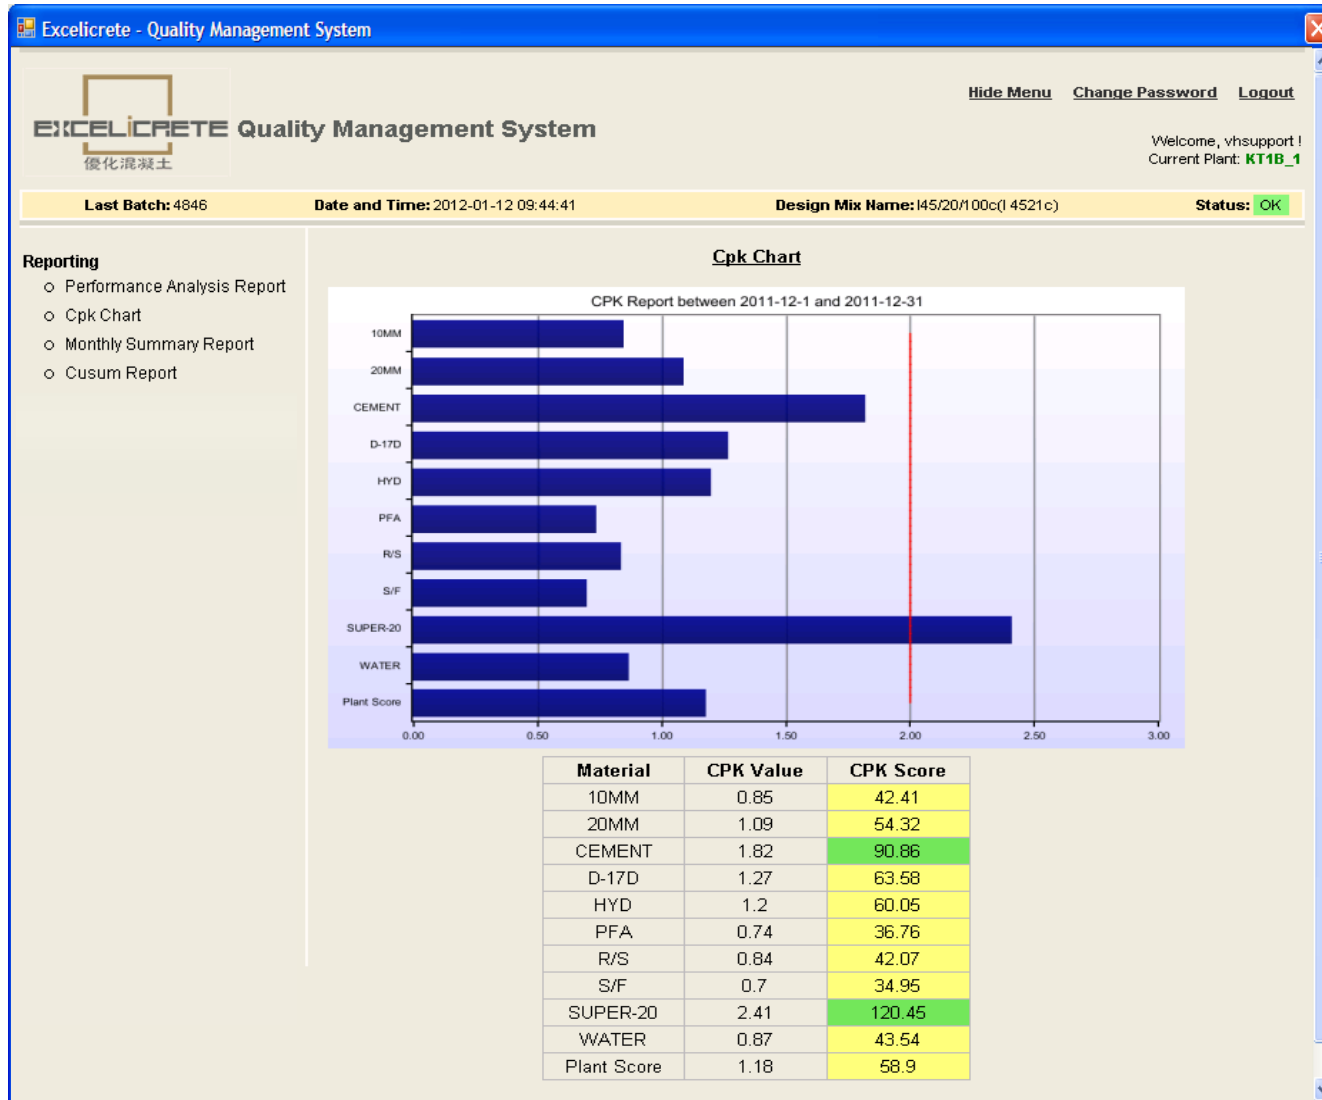 Excelicrete - Quality Management System
Hide Menu Change Password Logout
EXCELiCRETE Quality Management System
優化混凝土
Welcome, vhsupport !
Current Plant: KT1B_1
Last Batch: 4846 Date and Time: 2012-01-12 09:44:41 Design Mix Name: I45/20/100c(I 4521c) Status: OK
Reporting
Performance Analysis Report
Cpk Chart
Monthly Summary Report
Cusum Report
Cpk Chart
CPK Report between 2011-12-1 and 2011-12-31
10MM
20MM
CEMENT
D-17D
HYD
PFA
R/S
S/F
SUPER-20
WATER
Plant Score
0.00 0.50 1.00 1.50 2.00 2.50 3.00
Material CPK Value CPK Score
10MM 0.85 42.41
20MM 1.09 54.32
CEMENT 1.82 90.86
D-17D 1.27 63.58
HYD 1.2 60.05
PFA 0.74 36.76
R/S 0.84 42.07
S/F 0.7 34.95
SUPER-20 2.41 120.45
WATER 0.87 43.54
Plant Score 1.18 58.9